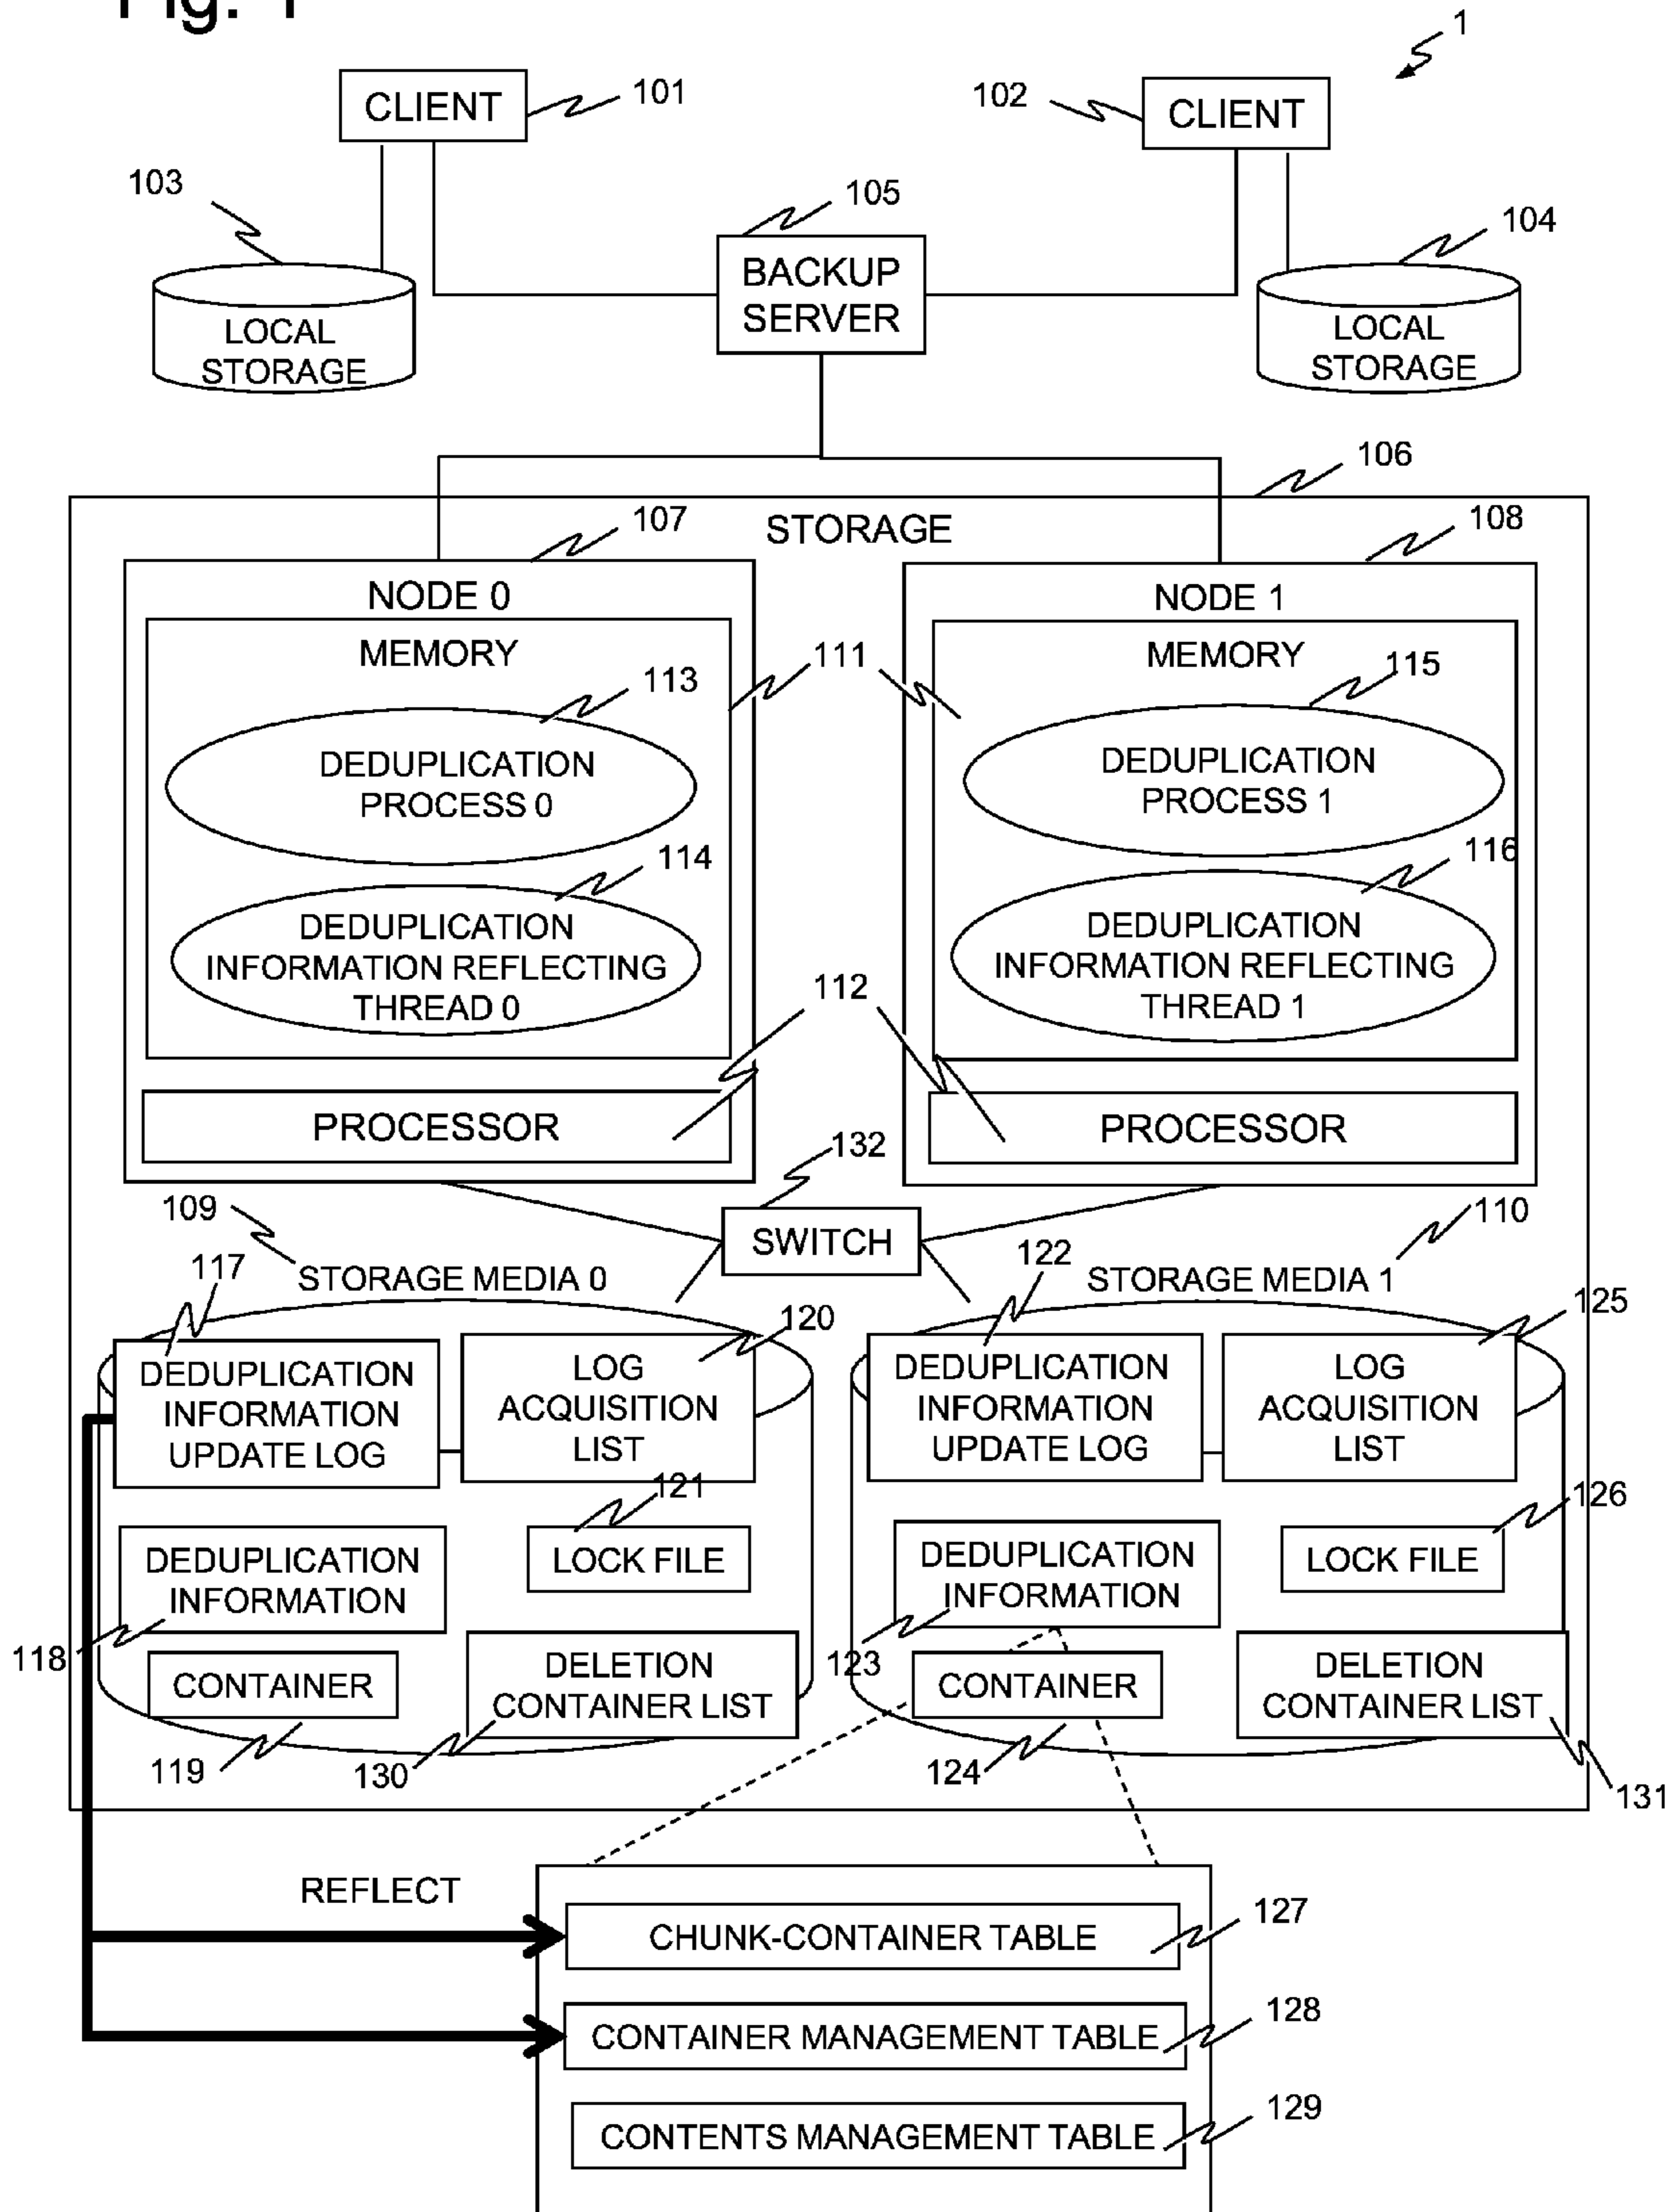 Fig. 1
1
CLIENT
101
102
CLIENT
103
105
104
BACKUP
SERVER
LOCAL
STORAGE
LOCAL
STORAGE
106
STORAGE
107
108
NODE 0
NODE 1
MEMORY
111
MEMORY
113
115
DEDUPLICATION
PROCESS 0
DEDUPLICATION
PROCESS 1
114
116
DEDUPLICATION
INFORMATION REFLECTING
THREAD 0
DEDUPLICATION
INFORMATION REFLECTING
THREAD 1
112
PROCESSOR
PROCESSOR
132
109
110
SWITCH
117
STORAGE MEDIA 0
122
STORAGE MEDIA 1
120
125
DEDUPLICATION
INFORMATION
UPDATE LOG
LOG
ACQUISITION
LIST
DEDUPLICATION
INFORMATION
UPDATE LOG
LOG
ACQUISITION
LIST
121
126
DEDUPLICATION
INFORMATION
LOCK FILE
DEDUPLICATION
INFORMATION
LOCK FILE
118
123
CONTAINER
DELETION
CONTAINER LIST
CONTAINER
DELETION
CONTAINER LIST
119
130
124
131
REFLECT
CHUNK-CONTAINER TABLE
127
CONTAINER MANAGEMENT TABLE
128
CONTENTS MANAGEMENT TABLE
129